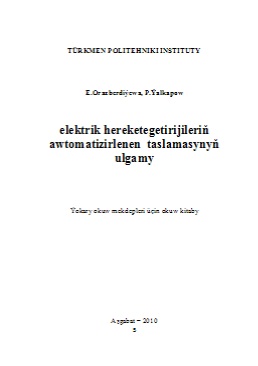 TÜRKMEN POLITEHNIKI INSTITUTY
E.Orazberdiýewa, P.Ýalkapow
elektrik hereketegetirijileriň
awtomatizirlenen taslamasynyň
ulgamy
Ýokary okuw mekdepleri üçin okuw kitaby
Aşgabat – 2010